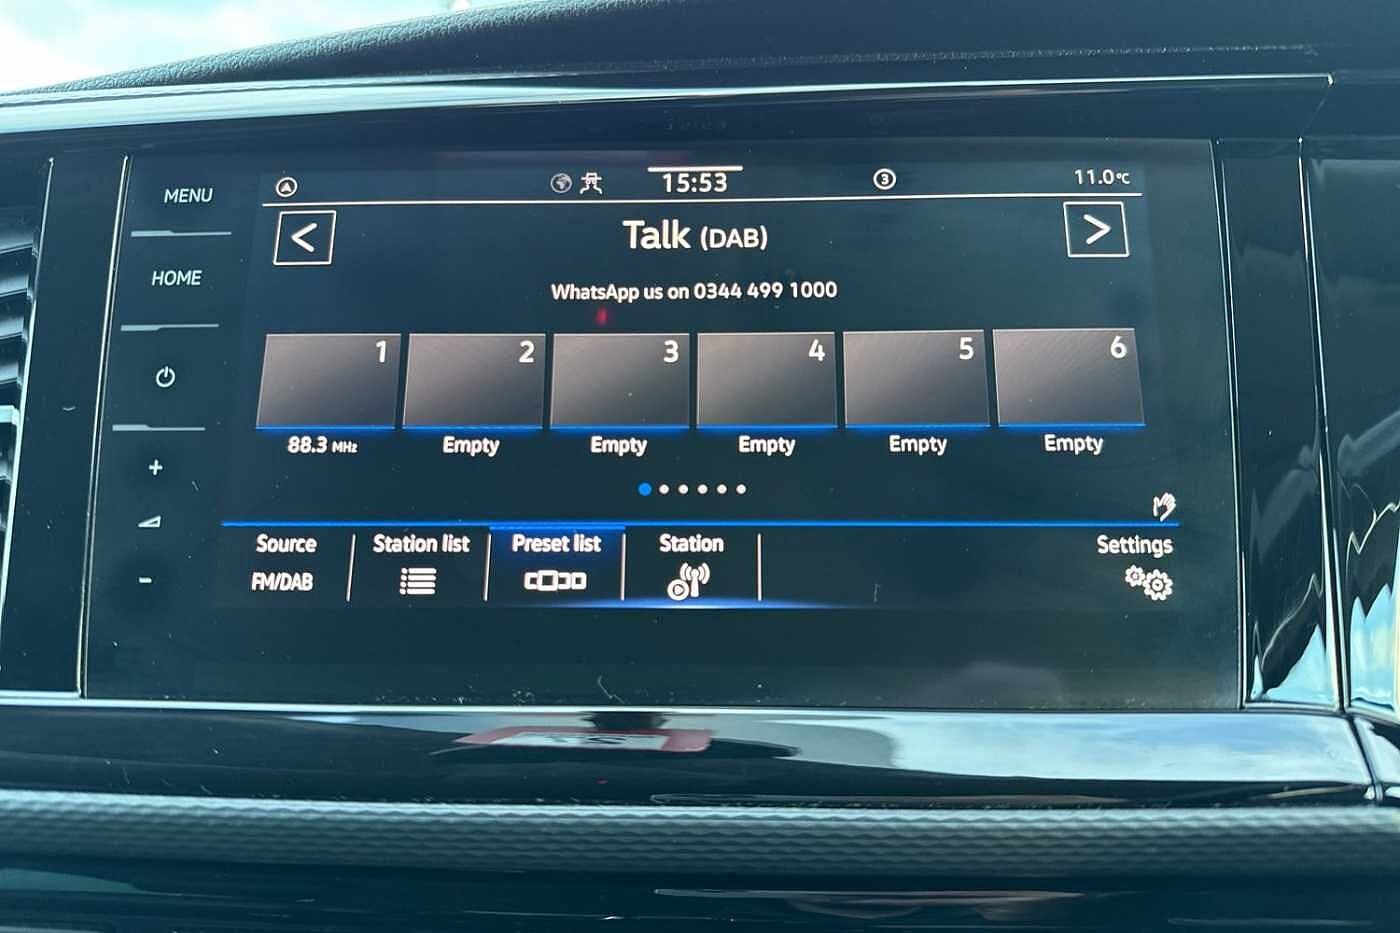 MENU
HOME
15:53
3
11.0°C
Talk (DAB)
WhatsApp us on 0344 499 1000
1
2
3
4
5
6
88.3 MHz
Empty
Empty
Empty
Empty
Empty
Source
Station list
Preset list
Station
Settings
FM/DAB